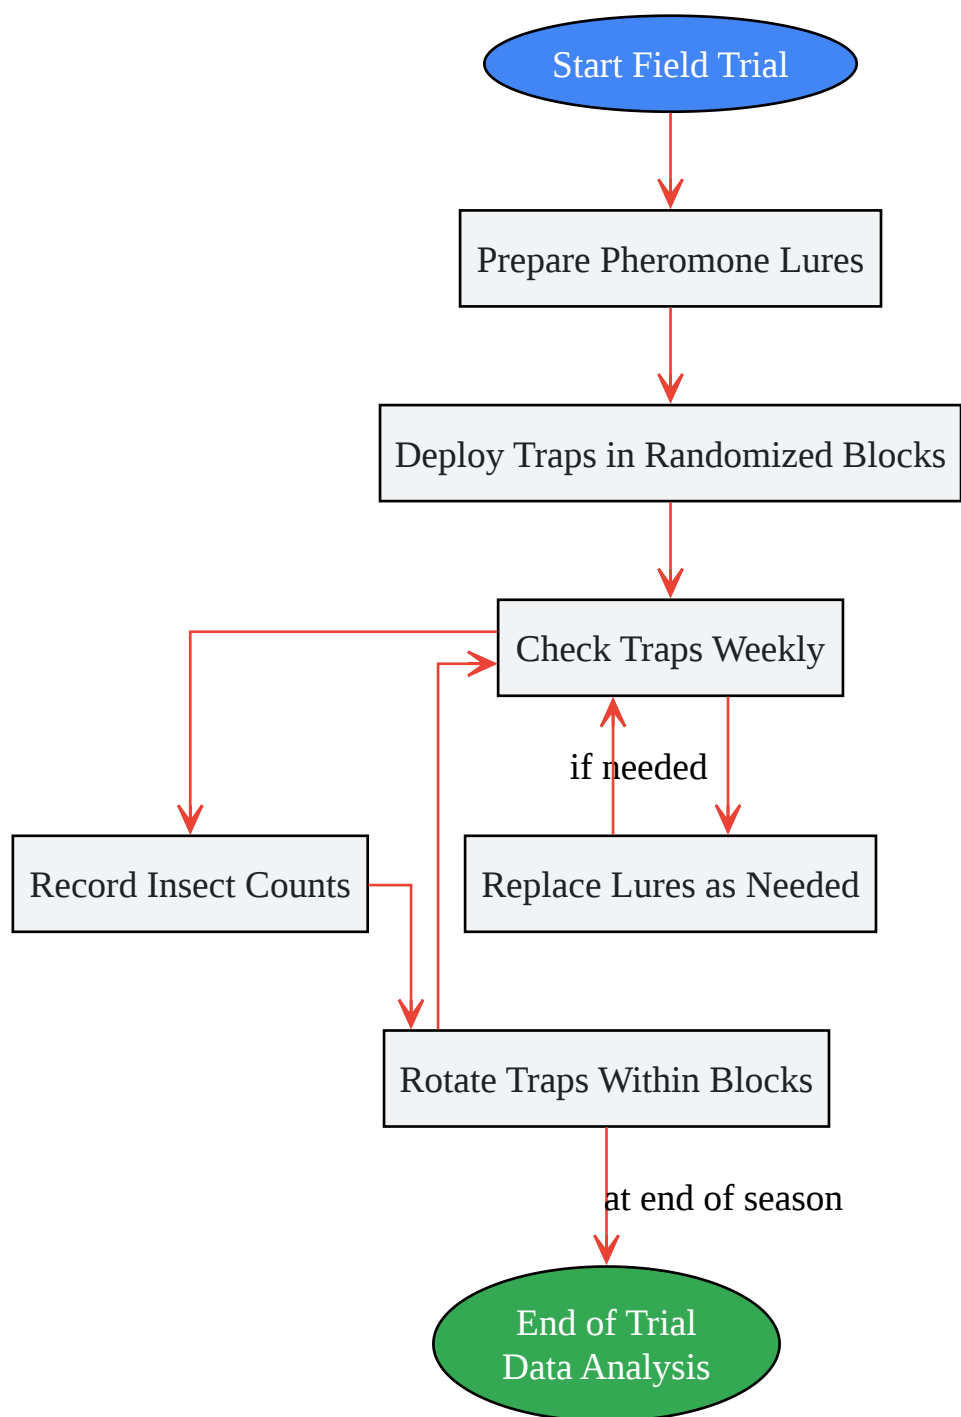 Start Field Trial
Prepare Pheromone Lures
Deploy Traps in Randomized Blocks
Check Traps Weekly
if needed
Record Insect Counts
Replace Lures as Needed
Rotate Traps Within Blocks
at end of season
End of Trial
Data Analysis